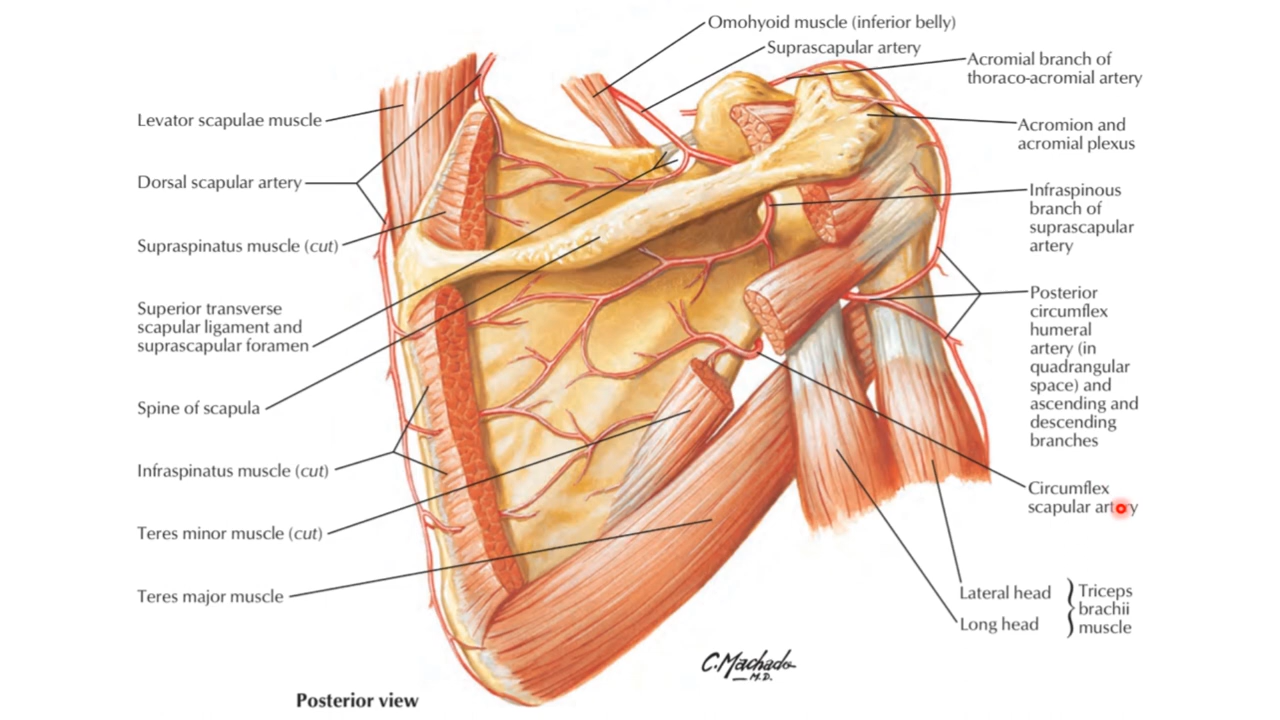 Omohyoid muscle (inferior belly)
Suprascapular artery
Acromial branch of
thoraco-acromial artery
Acromion and
acromial plexus
Infraspinous
branch of
suprascapular
artery
Posterior
circumflex
humeral
artery (in
quadrangular
space) and
ascending and
descending
branches
Circumflex
scapular artery
Lateral head
Long head
Triceps
brachii
muscle
Levator scapulae muscle
Dorsal scapular artery
Supraspinatus muscle (cut)
Superior transverse
scapular ligament and
suprascapular foramen
Spine of scapula
Infraspinatus muscle (cut)
Teres minor muscle (cut)
Teres major muscle
C.Machado
M.D.
Posterior view